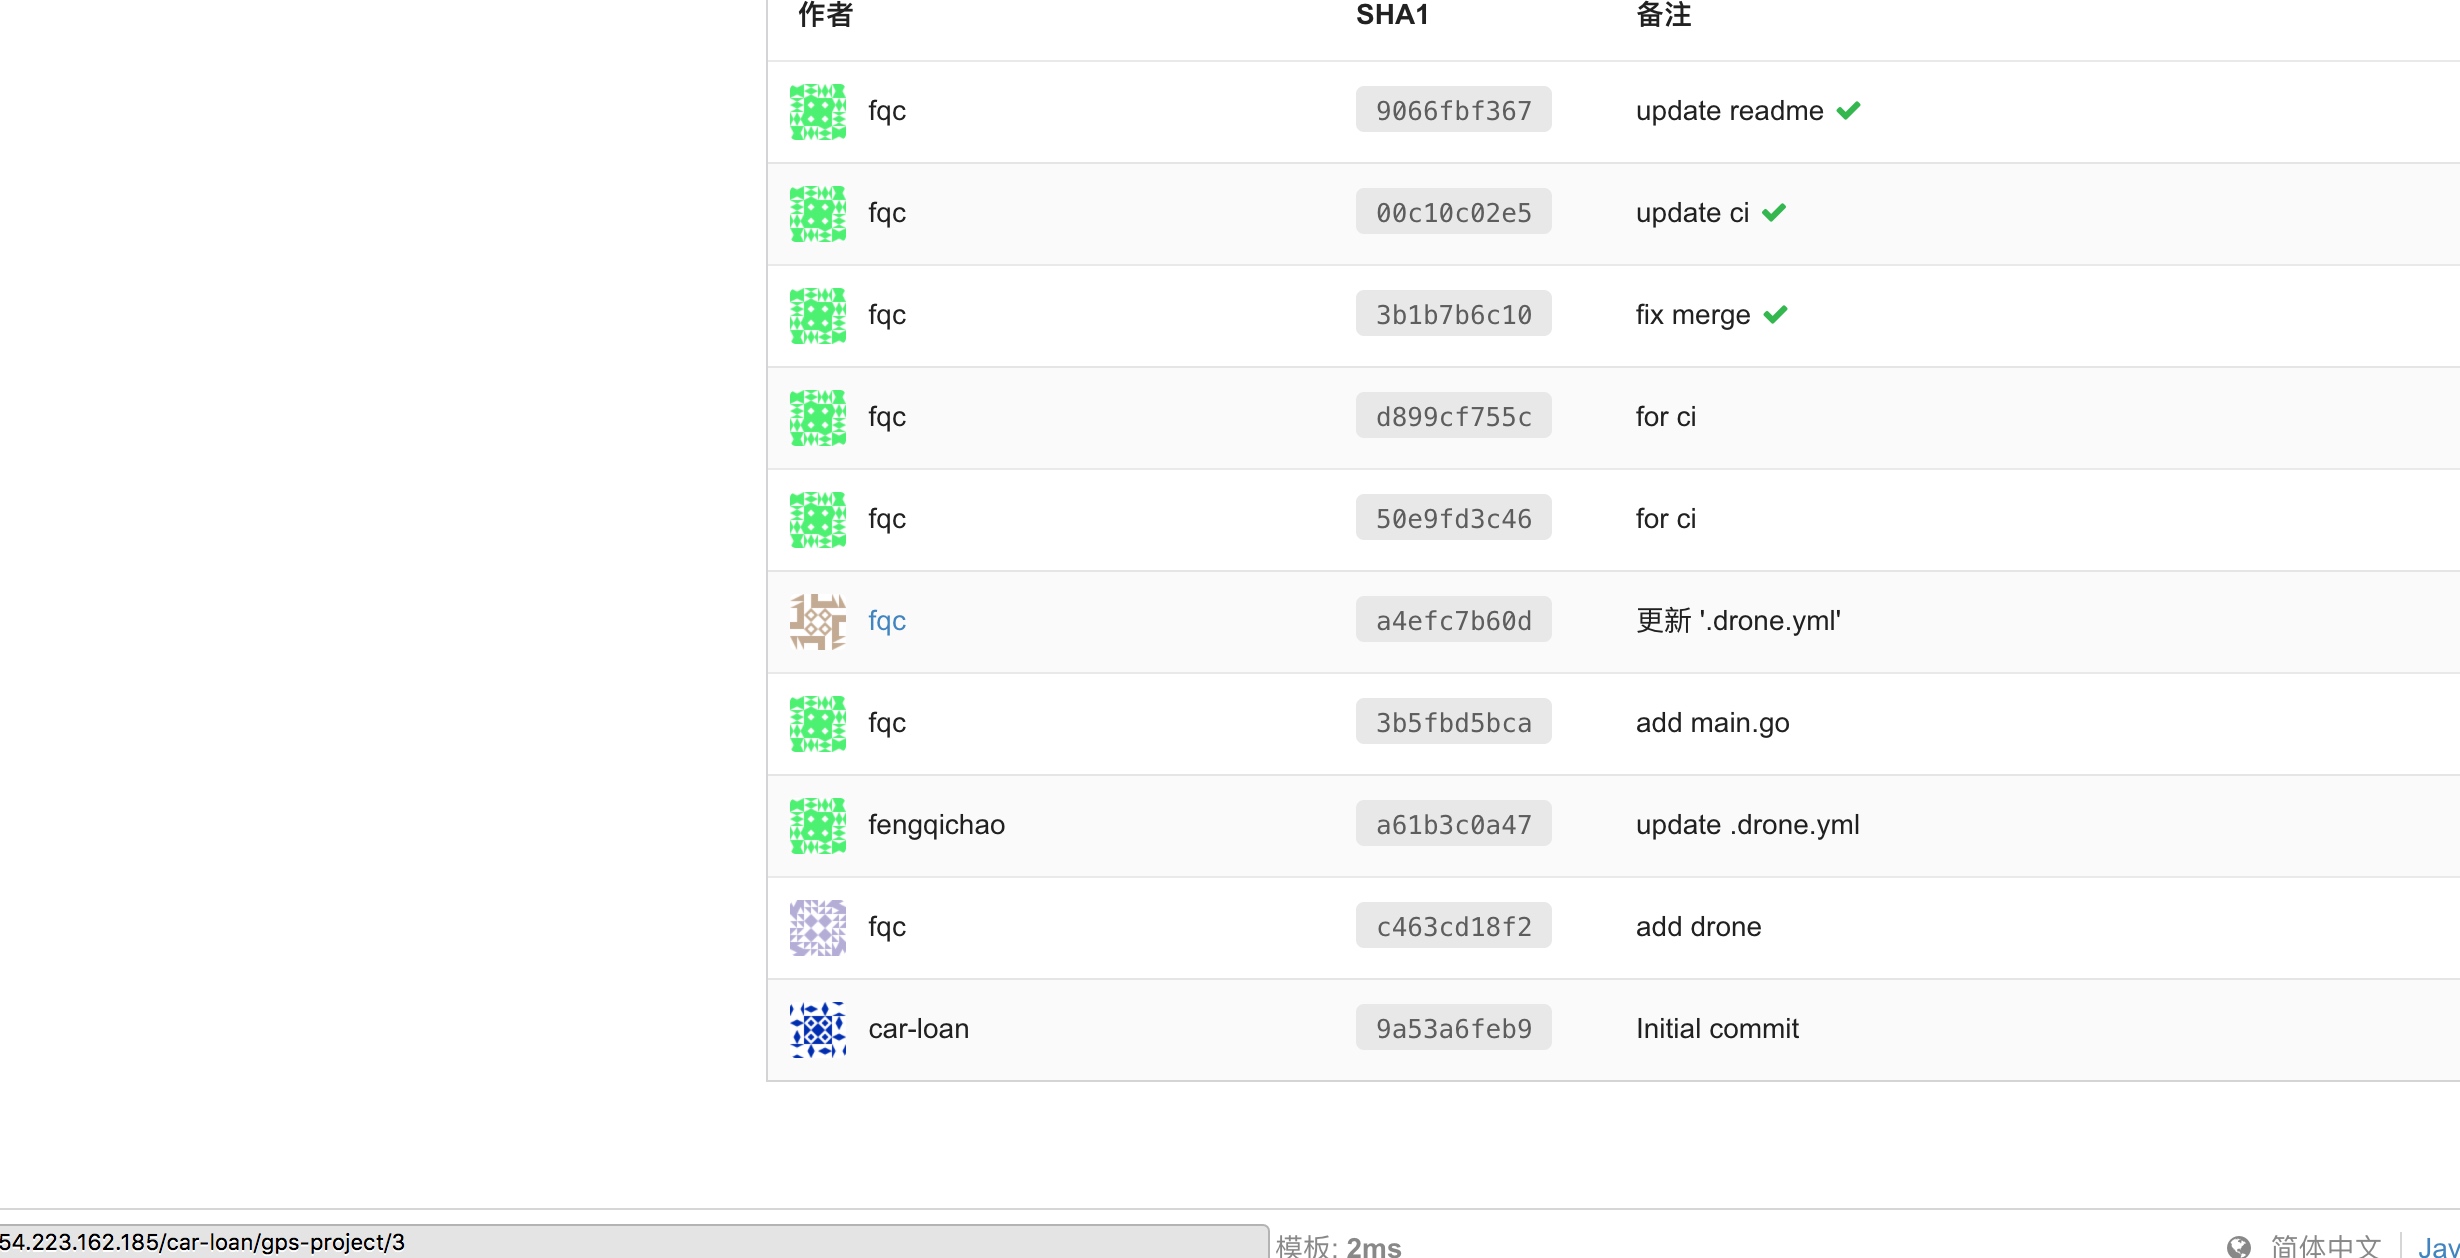 作者 SHA1 备注
fqc 9066fbf367 update readme
fqc 00c10c02e5 update ci
fqc 3b1b7b6c10 fix merge
fqc d899cf755c for ci
fqc 50e9fd3c46 for ci
fqc a4efc7b60d 更新 '.drone.yml'
fqc 3b5fbd5bca add main.go
fengqichao a61b3c0a47 update .drone.yml
fqc c463cd18f2 add drone
car-loan 9a53a6feb9 Initial commit
54.223.162.185/car-loan/gps-project/3 模板: 2ms 简体中文 Jav